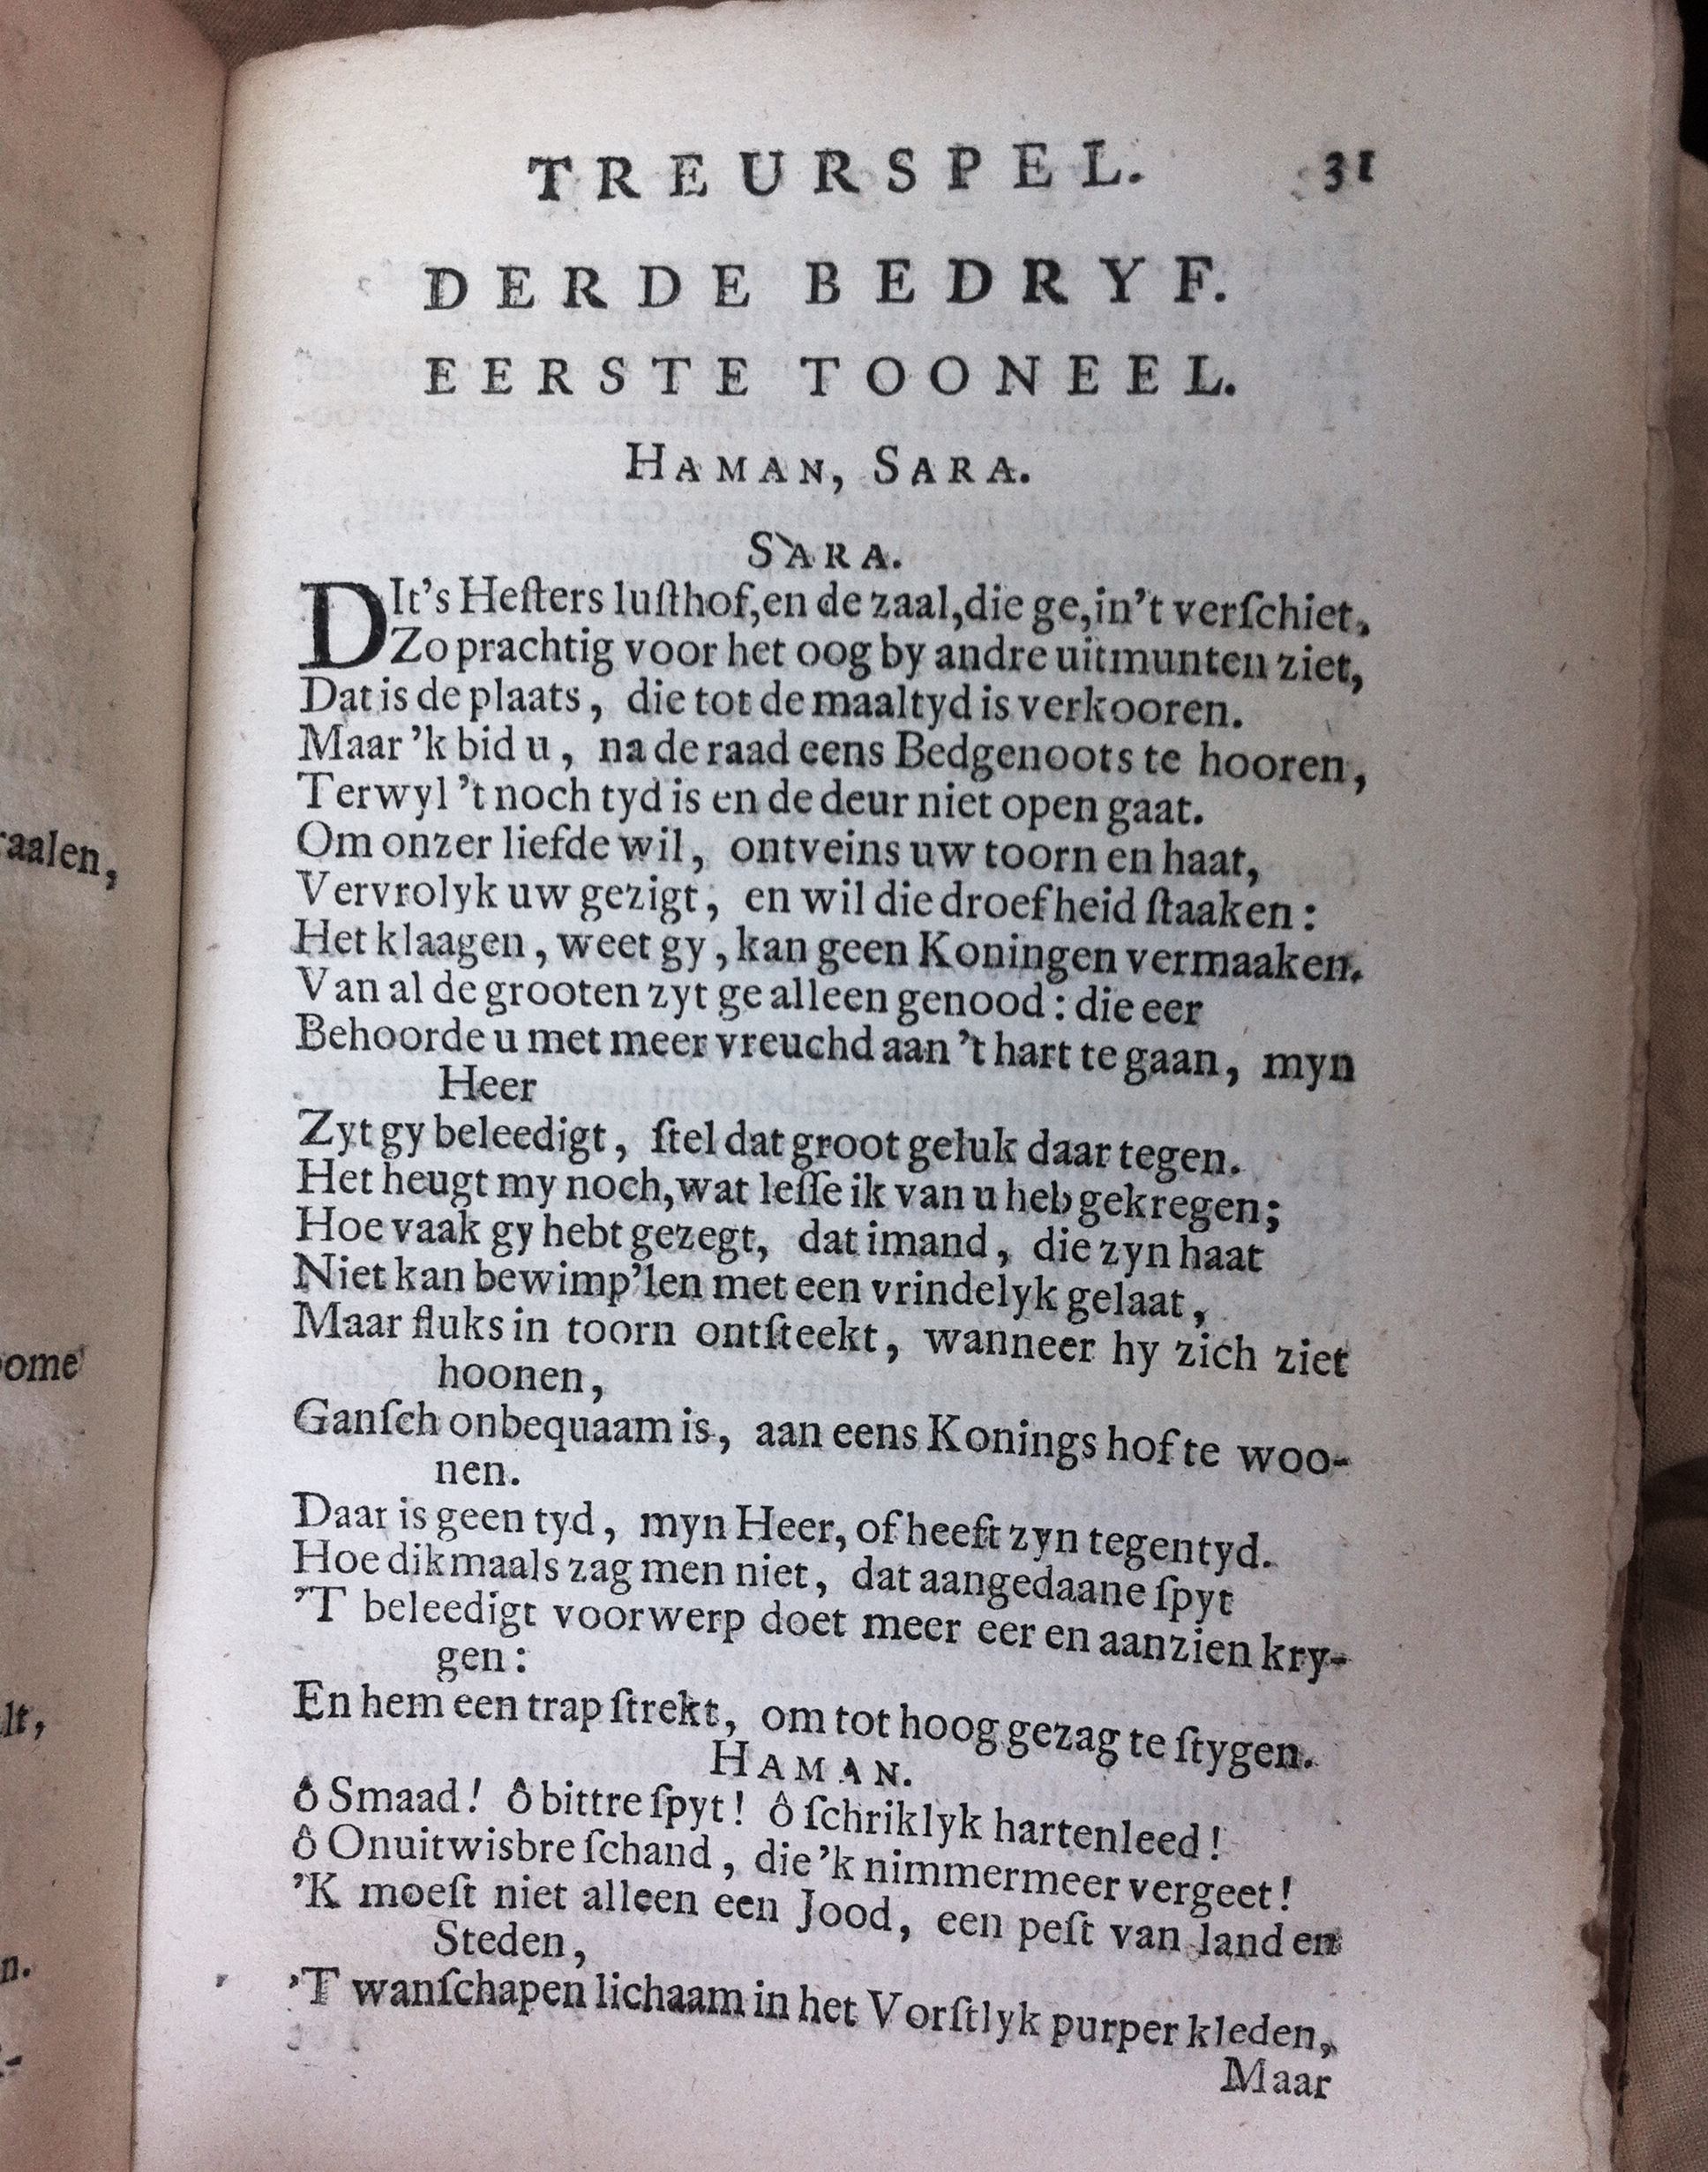 TREURSPEL. 31
DERDE BEDRYF.
EERSTE TOONEEL.
HAMAN, SARA.
SARA.
DIt's Heſters luſthof, en de zaal, die ge, in 't verſchiet,
Zo prachtig voor het oog by andre uitmunten ziet,
Dat is de plaats, die tot de maaltyd is verkooren.
Maar 'k bid u, na de raad eens Bedgenoots te hooren,
Terwyl 't noch tyd is en de deur niet open gaat.
Om onzer liefde wil, ontveins uw toorn en haat,
Vervrolyk uw gezigt, en wil die droefheid ſtaaken:
Het klaagen, weet gy, kan geen Koningen vermaaken.
Van al de grooten zyt ge alleen genood: die eer
Behoorde u met meer vreuchd aan 't hart te gaan, myn
Heer
Zyt gy beleedigt, ſtel dat groot geluk daar tegen.
Het heugt my noch, wat leſſe ik van u heb gekregen;
Hoe vaak gy hebt gezegt, dat imand, die zyn haat
Niet kan bewimp'len met een vrindelyk gelaat,
Maar fluks in toorn ontſteekt, wanneer hy zich ziet
hoonen,
Ganſch onbequaam is, aan eens Konings hof te woo-
nen.
Daar is geen tyd, myn Heer, of heeft zyn tegentyd.
Hoe dikmaals zag men niet, dat aangedaane ſpyt
'T beleedigt voorwerp doet meer eer en aanzien kry-
gen:
En hem een trap ſtrekt, om tot hoog gezag te ſtygen.
HAMAN.
ô Smaad! ô bittre ſpyt! ô ſchriklyk hartenleed!
ô Onuitwisbre ſchand, die 'k nimmermeer vergeet!
'K moeſt niet alleen een Jood, een peſt van land en
Steden,
'T wanſchapen lichaam in het Vorſtlyk purper kleden,
Maar
raalen,
ome
lt,
n.